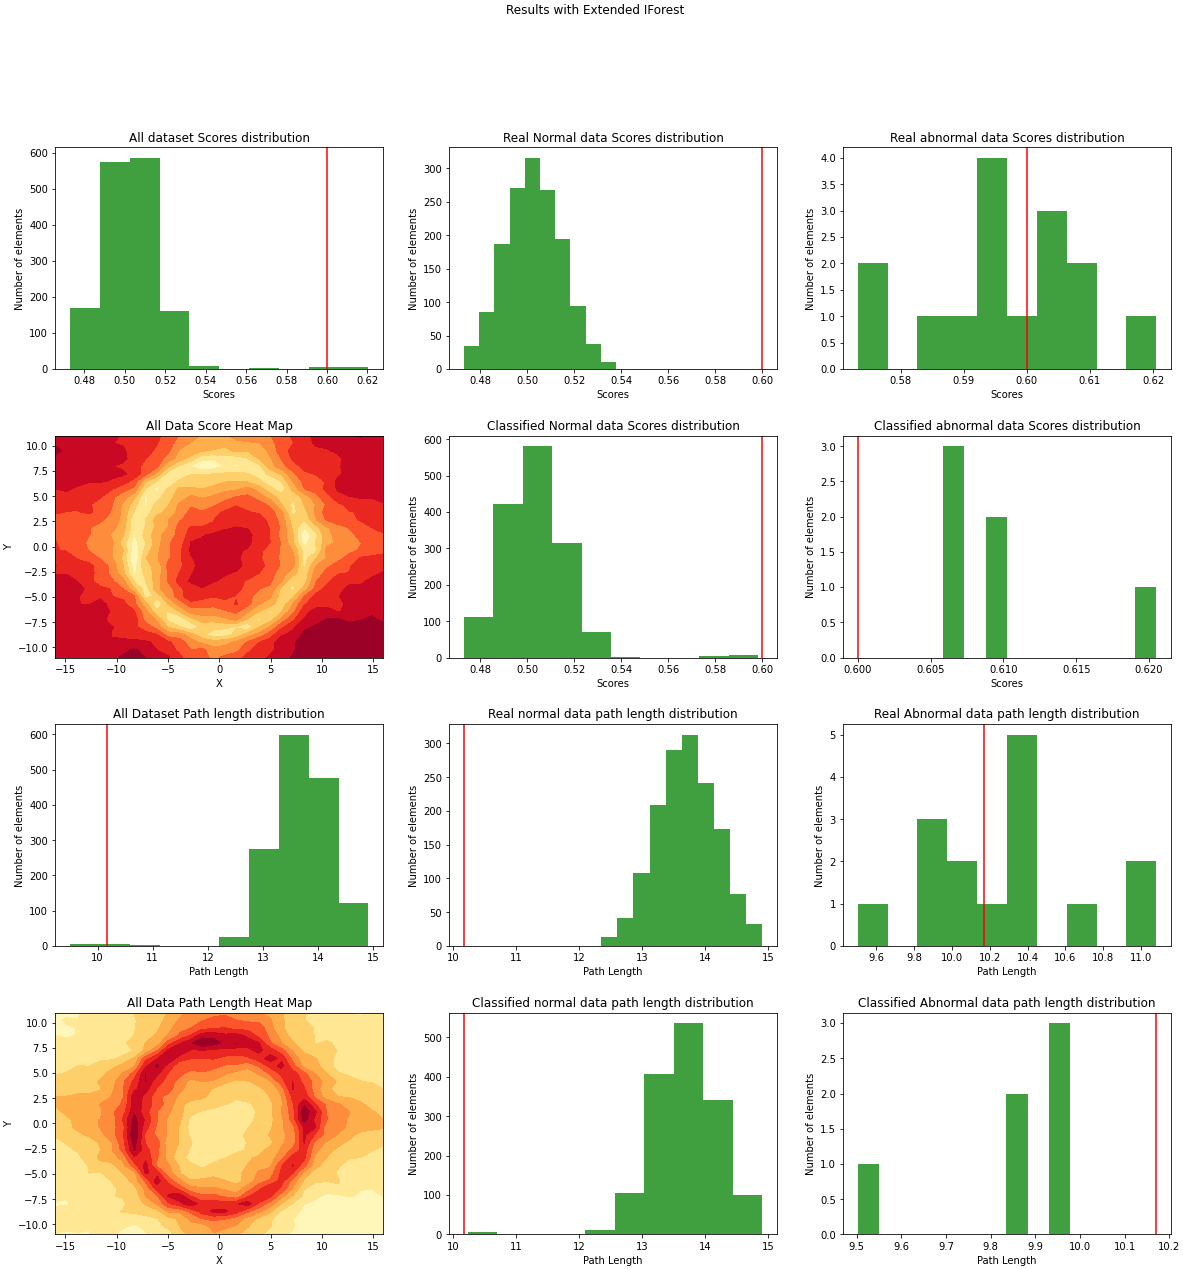 Results with Extended IForest
All dataset Scores distribution
Number of elements
600
500
400
300
200
100
0
0.48 0.50 0.52 0.54 0.56 0.58 0.60 0.62
Scores
Real Normal data Scores distribution
Number of elements
300
250
200
150
100
50
0
0.48 0.50 0.52 0.54 0.56 0.58 0.60
Scores
Real abnormal data Scores distribution
Number of elements
4.0
3.5
3.0
2.5
2.0
1.5
1.0
0.5
0.0
0.58 0.59 0.60 0.61 0.62
Scores
All Data Score Heat Map
Y
10.0
7.5
5.0
2.5
0.0
−2.5
−5.0
−7.5
−10.0
−15 −10 −5 0 5 10 15
X
Classified Normal data Scores distribution
Number of elements
600
500
400
300
200
100
0
0.48 0.50 0.52 0.54 0.56 0.58 0.60
Scores
Classified abnormal data Scores distribution
Number of elements
3.0
2.5
2.0
1.5
1.0
0.5
0.0
0.600 0.605 0.610 0.615 0.620
Scores
All Dataset Path length distribution
Number of elements
600
500
400
300
200
100
0
10 11 12 13 14 15
Path Length
Real normal data path length distribution
Number of elements
300
250
200
150
100
50
0
10 11 12 13 14 15
Path Length
Real Abnormal data path length distribution
Number of elements
5
4
3
2
1
0
9.6 9.8 10.0 10.2 10.4 10.6 10.8 11.0
Path Length
All Data Path Length Heat Map
Y
10.0
7.5
5.0
2.5
0.0
−2.5
−5.0
−7.5
−10.0
−15 −10 −5 0 5 10 15
X
Classified normal data path length distribution
Number of elements
500
400
300
200
100
0
10 11 12 13 14 15
Path Length
Classified Abnormal data path length distribution
Number of elements
3.0
2.5
2.0
1.5
1.0
0.5
0.0
9.5 9.6 9.7 9.8 9.9 10.0 10.1 10.2
Path Length